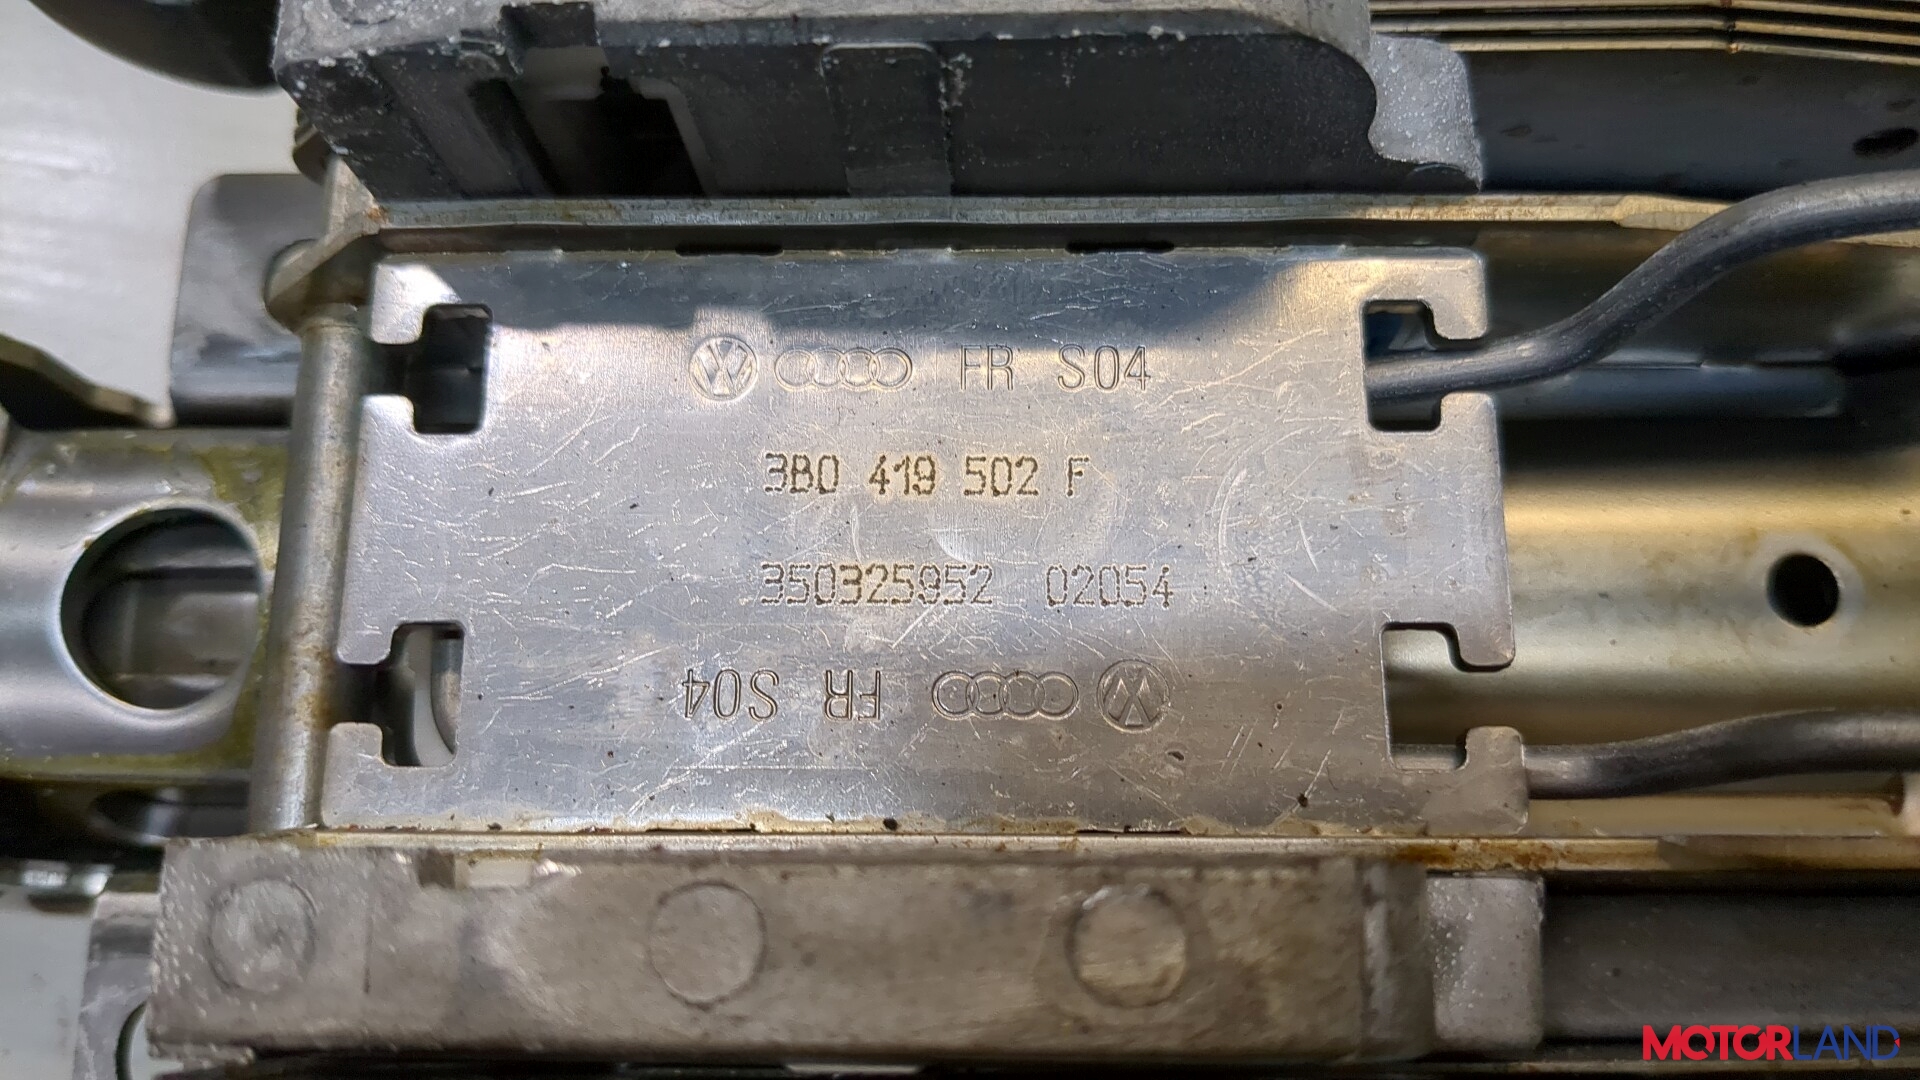 FR S04
3B0 419 502 F
350325952 02054
FR S04
MOTORLAND